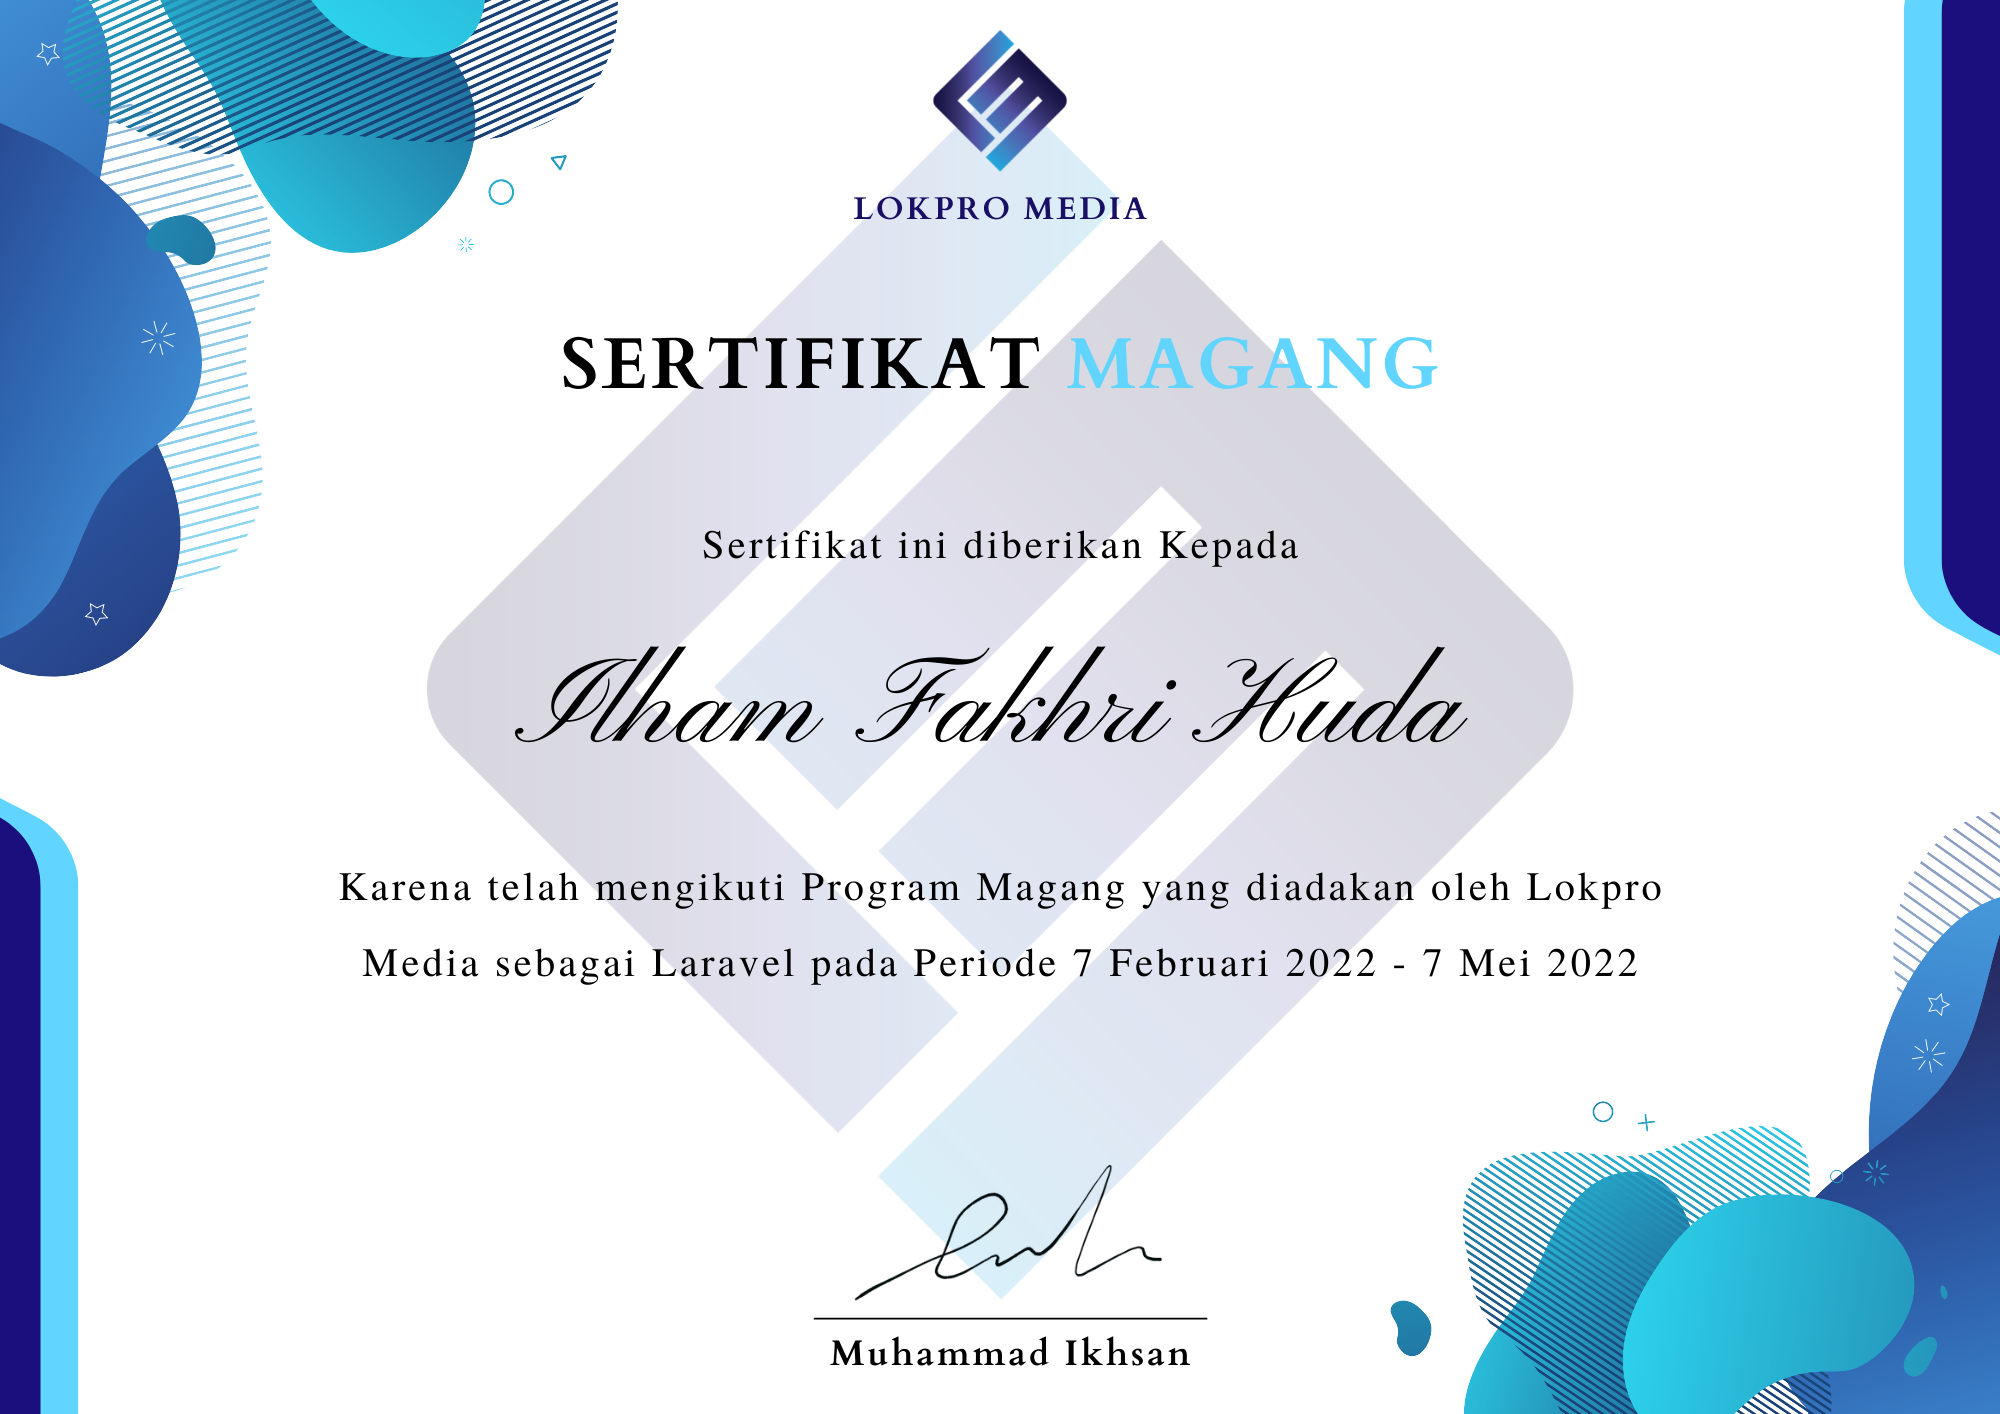 LOKPRO MEDIA
SERTIFIKAT MAGANG
Sertifikat ini diberikan Kepada
Ilham Fakhri Huda
Karena telah mengikuti Program Magang yang diadakan oleh Lokpro
Media sebagai Laravel pada Periode 7 Februari 2022 - 7 Mei 2022
Muhammad Ikhsan